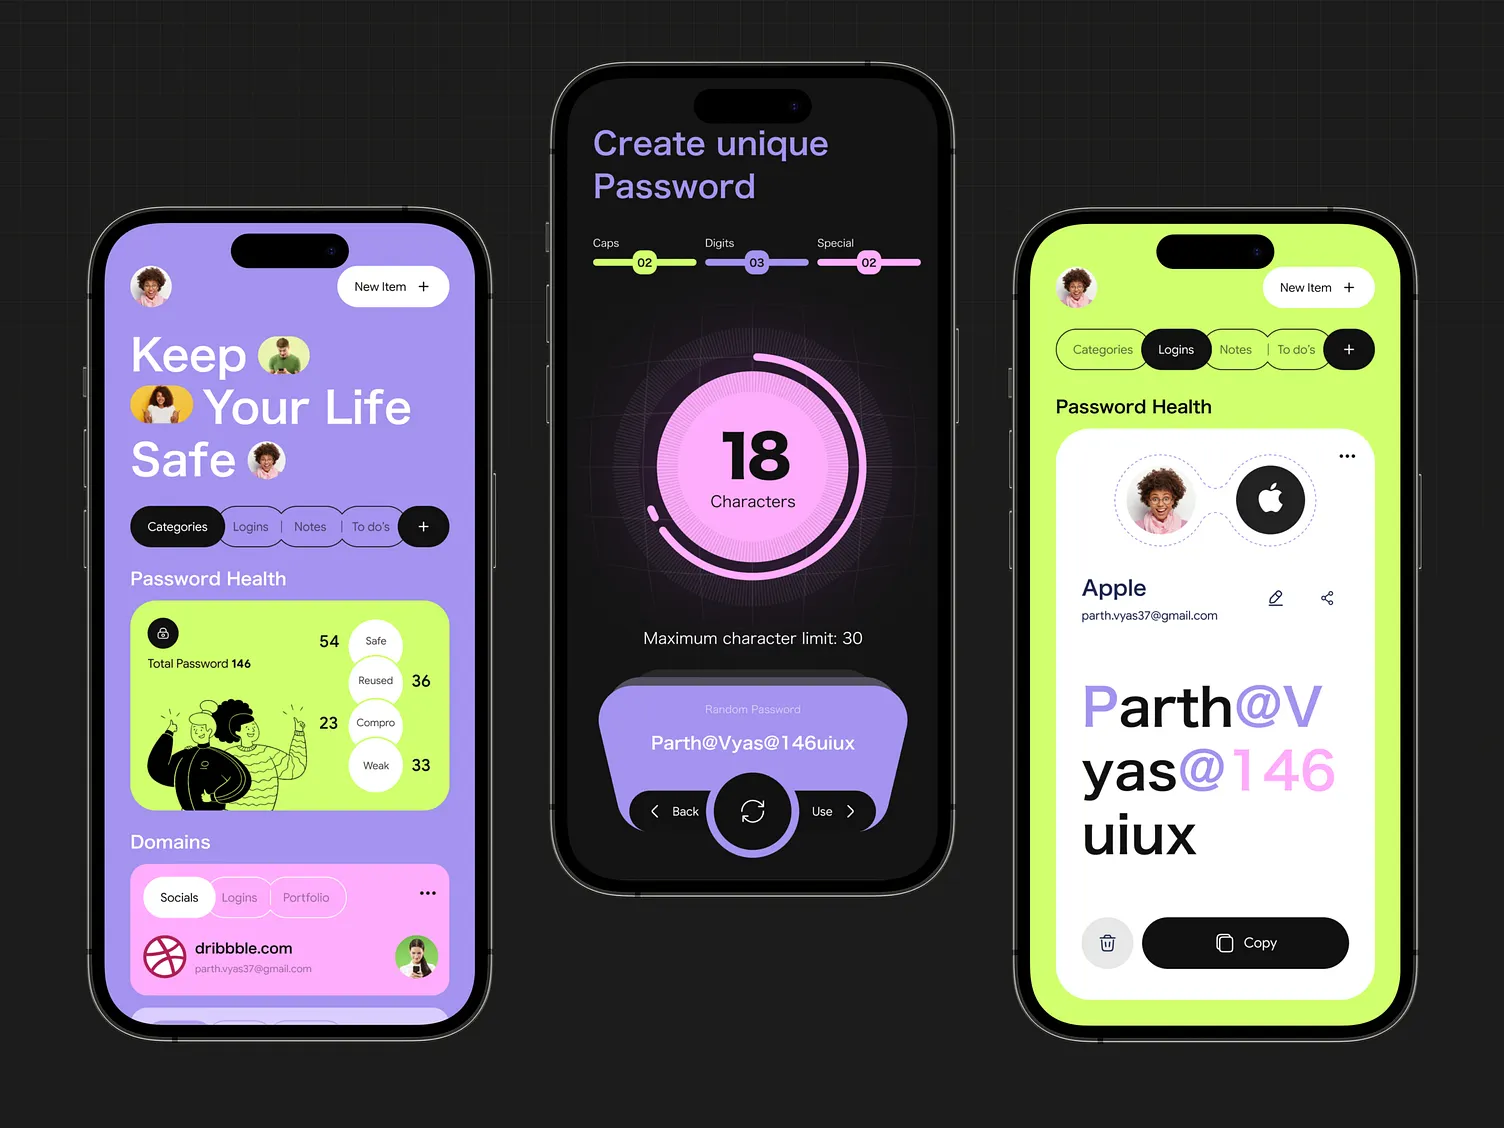 New Item +
Keep
Your Life
Safe
Categories
Logins
Notes
To do's
+
Password Health
Total Password 146
54
Safe
Reused
36
23
Compro
Weak
33
Domains
Socials
Logins
Portfolio
dribbble.com
parth.vyas37@gmail.com
Create unique
Password
Caps
Digits
Special
02
03
02
18
Characters
Maximum character limit: 30
Random Password
Parth@Vyas@146uiux
Back
Use
New Item +
Categories
Logins
Notes
To do's
+
Password Health
Apple
parth.vyas37@gmail.com
Parth@V
yas@146
uiux
Copy